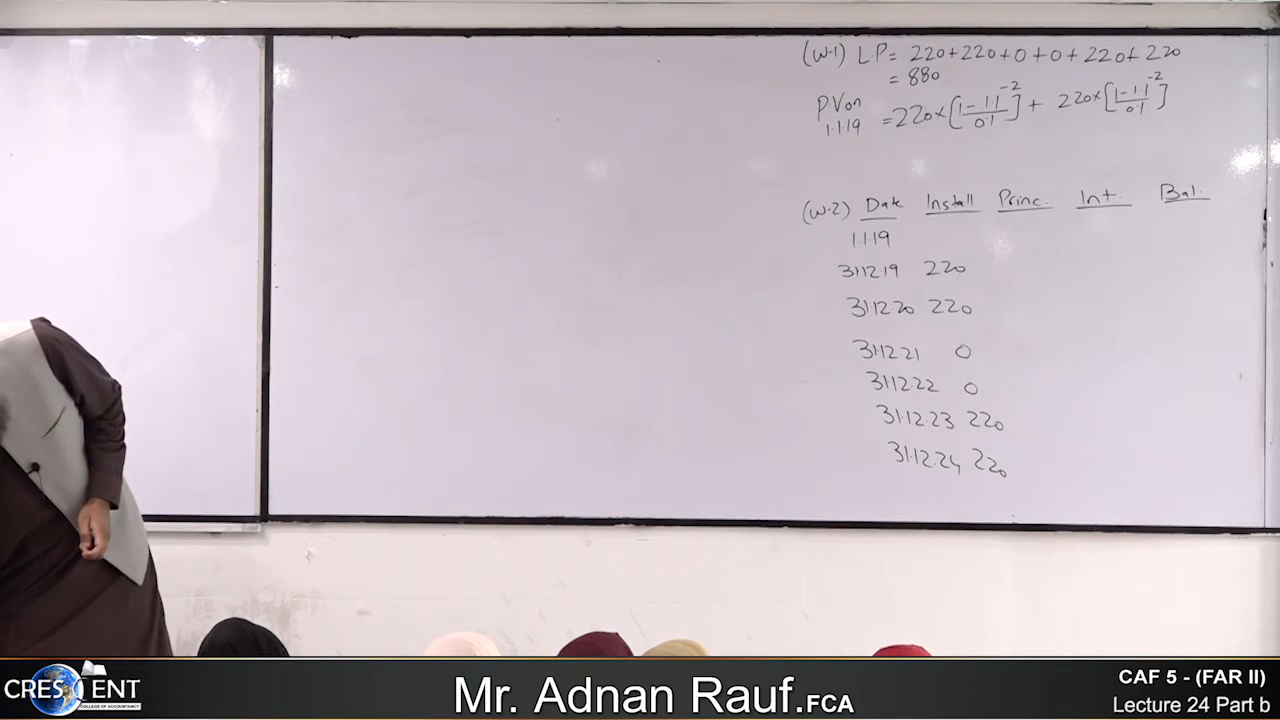 (W-1) LP = 220+220+0+0+220+220
= 880
PV on 1.1.19 = 220×[1-1.1^-2/0.1] + 220×[1-1.1^-2/0.1]
(W-2) Date Install Princ. Int. Bal.
1.1.19
31.12.19 220
31.12.20 220
31.12.21 0
31.12.22 0
31.12.23 220
31.12.24 220
CRESCENT
COLLEGE OF ACCOUNTANCY
Mr. Adnan Rauf.FCA
CAF 5 - (FAR II)
Lecture 24 Part b